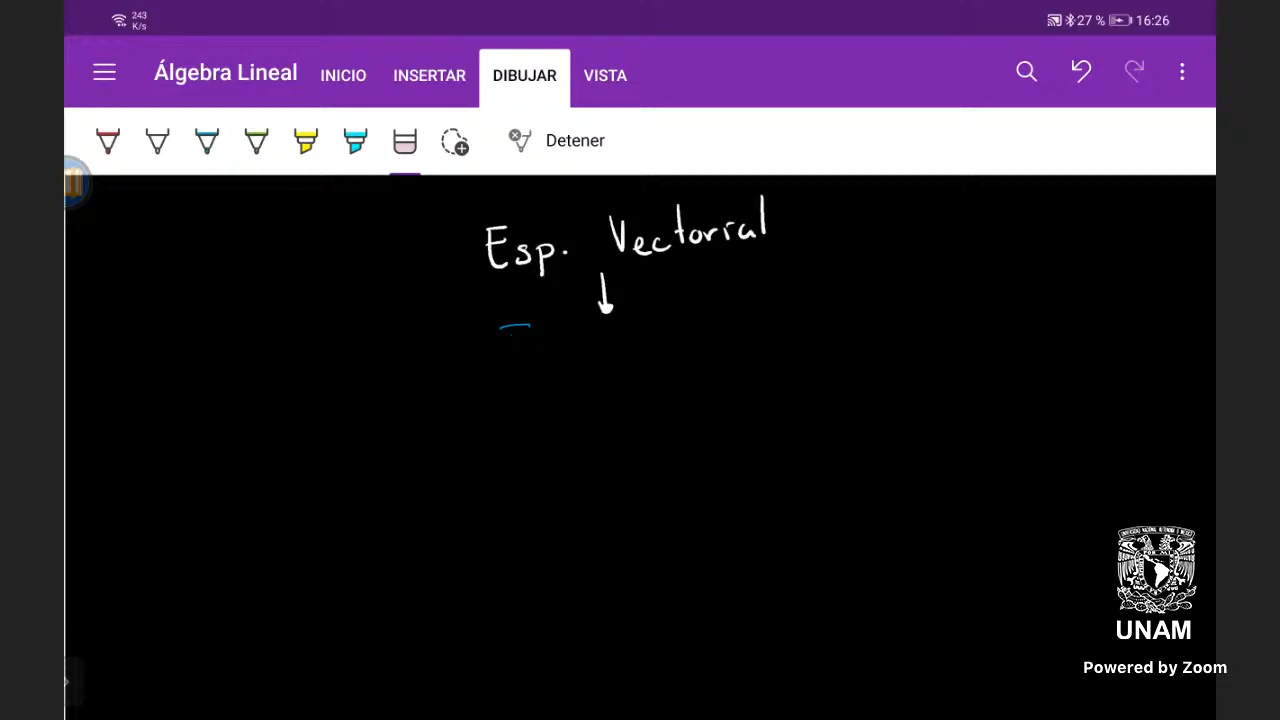 243
K/s
27 % 16:26
Álgebra Lineal INICIO INSERTAR DIBUJAR VISTA
Detener
Esp. Vectorial
UNAM
Powered by Zoom